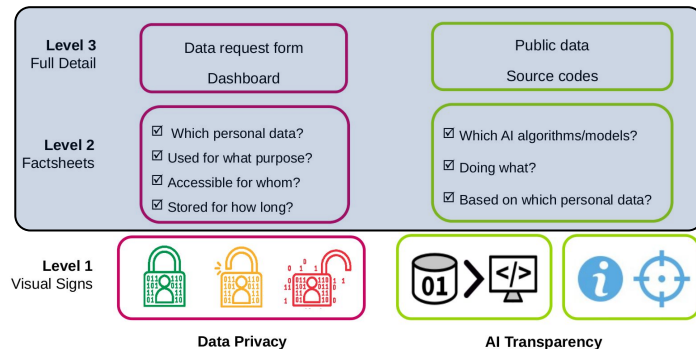 Level 3
Full Detail
Data request form
Dashboard
Public data
Source codes
Level 2
Factsheets
☑ Which personal data?
☑ Used for what purpose?
☑ Accessible for whom?
☑ Stored for how long?
☑ Which AI algorithms/models?
☑ Doing what?
☑ Based on which personal data?
Level 1
Visual Signs
01
</>
i
Data Privacy
AI Transparency